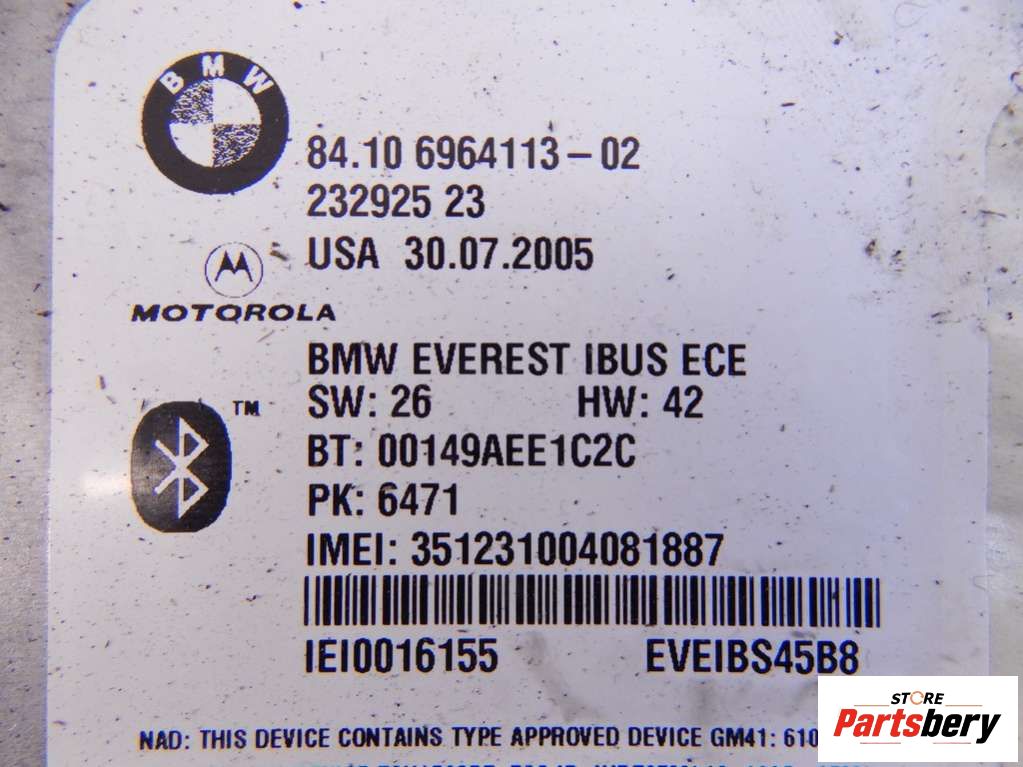 BMW
84.10 6964113-02
232925 23
USA 30.07.2005
MOTOROLA
BMW EVEREST IBUS ECE
SW: 26 HW: 42
TM
BT: 00149AEE1C2C
PK: 6471
IMEI: 351231004081887
IEI0016155 EVEIBS45B8
NAD: THIS DEVICE CONTAINS TYPE APPROVED DEVICE GM41: 610
STORE
Partsbery